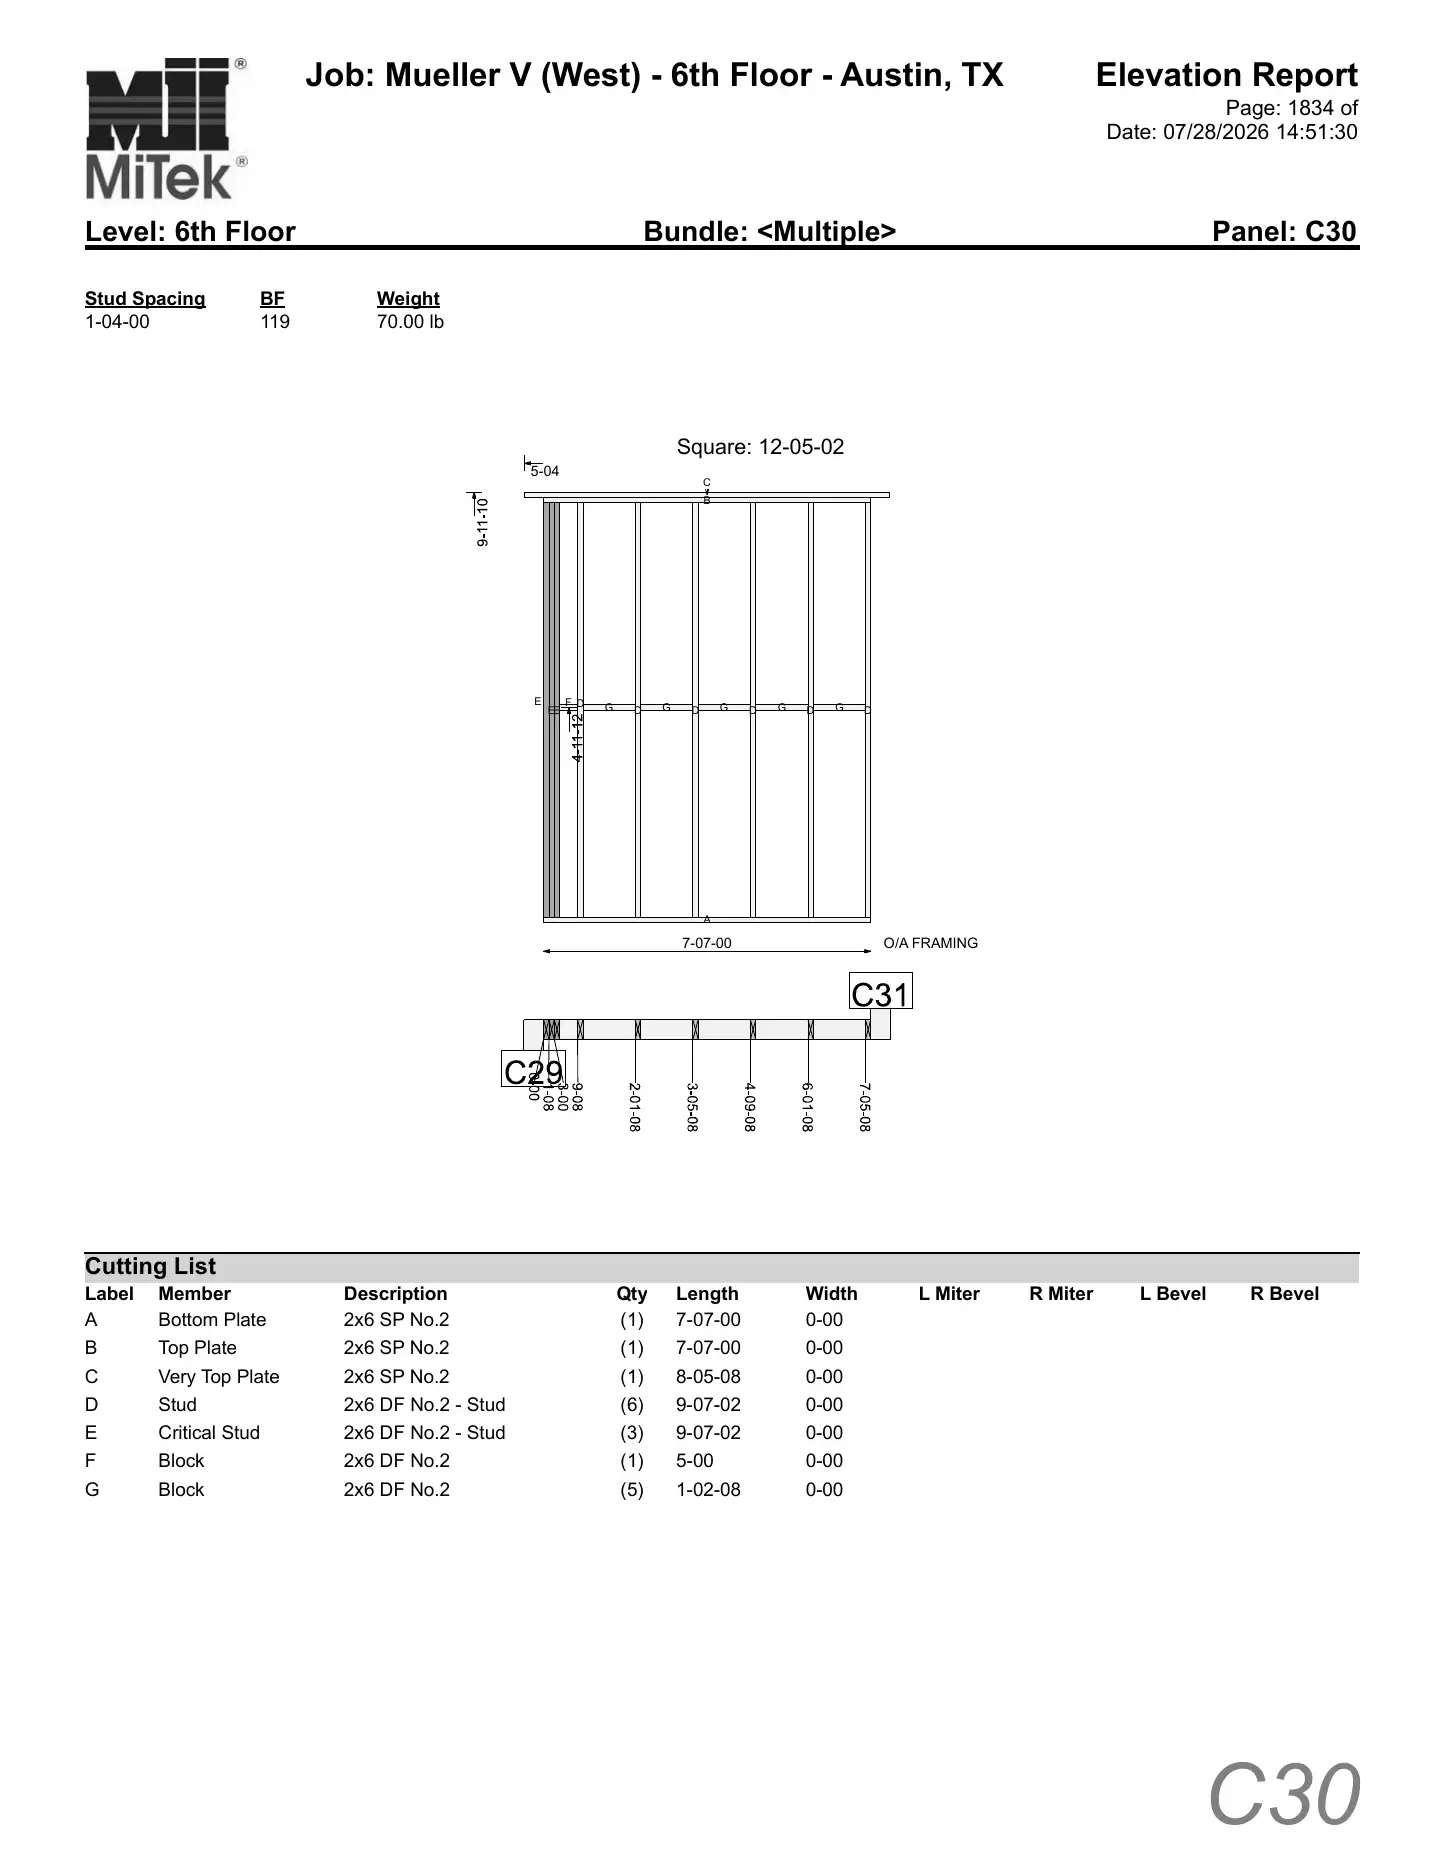 Job: Mueller V (West) - 6th Floor - Austin, TX
Elevation Report
Page: 1834 of
Date: 07/28/2026 14:51:30
MiTek®
Level: 6th Floor
Bundle: <Multiple>
Panel: C30
Stud Spacing BF Weight
1-04-00 119 70.00 lb
Square: 12-05-02
5-04
C
B
9-11-10
E F D G G G G G
D D D D D
4-11-12
A
7-07-00
O/A FRAMING
C31
C29
0-00 1-08 3-00 9-08 2-01-08 3-05-08 4-09-08 6-01-08 7-05-08
Cutting List
Label Member Description Qty Length Width L Miter R Miter L Bevel R Bevel
A Bottom Plate 2x6 SP No.2 (1) 7-07-00 0-00
B Top Plate 2x6 SP No.2 (1) 7-07-00 0-00
C Very Top Plate 2x6 SP No.2 (1) 8-05-08 0-00
D Stud 2x6 DF No.2 - Stud (6) 9-07-02 0-00
E Critical Stud 2x6 DF No.2 - Stud (3) 9-07-02 0-00
F Block 2x6 DF No.2 (1) 5-00 0-00
G Block 2x6 DF No.2 (5) 1-02-08 0-00
C30